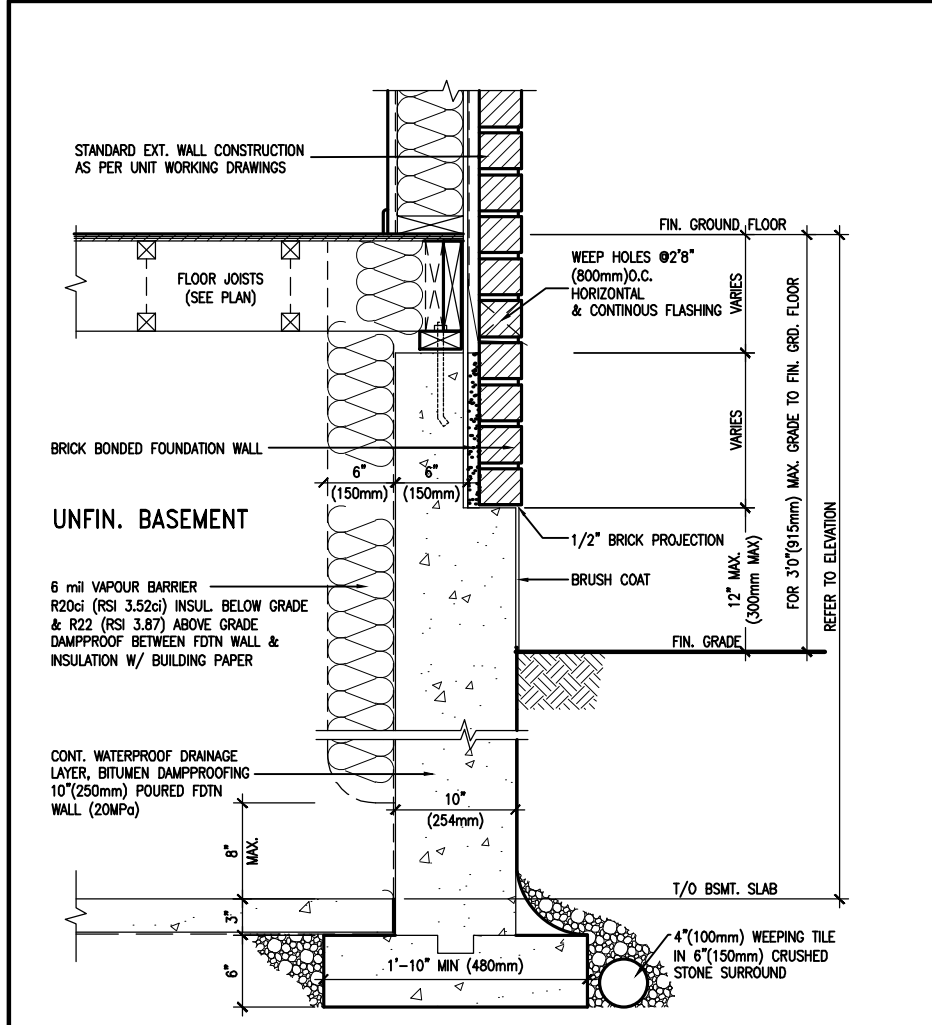 STANDARD EXT. WALL CONSTRUCTION
AS PER UNIT WORKING DRAWINGS
FIN. GROUND FLOOR
FLOOR JOISTS
(SEE PLAN)
WEEP HOLES @2'8"
(800mm)O.C.
HORIZONTAL
& CONTINOUS FLASHING
VARIES
VARIES
FOR 3'0"(915mm) MAX. GRADE TO FIN. GRD. FLOOR
REFER TO ELEVATION
BRICK BONDED FOUNDATION WALL
6"
(150mm)
6"
(150mm)
UNFIN. BASEMENT
1/2" BRICK PROJECTION
BRUSH COAT
12" MAX.
(300mm MAX)
6 mil VAPOUR BARRIER
R20ci (RSI 3.52ci) INSUL. BELOW GRADE
& R22 (RSI 3.87) ABOVE GRADE
DAMPPROOF BETWEEN FDTN WALL &
INSULATION W/ BUILDING PAPER
FIN. GRADE
CONT. WATERPROOF DRAINAGE
LAYER, BITUMEN DAMPPROOFING
10"(250mm) POURED FDTN
WALL (20MPa)
10"
(254mm)
8"
MAX.
T/O BSMT. SLAB
3"
6"
1'-10" MIN (480mm)
4"(100mm) WEEPING TILE
IN 6"(150mm) CRUSHED
STONE SURROUND